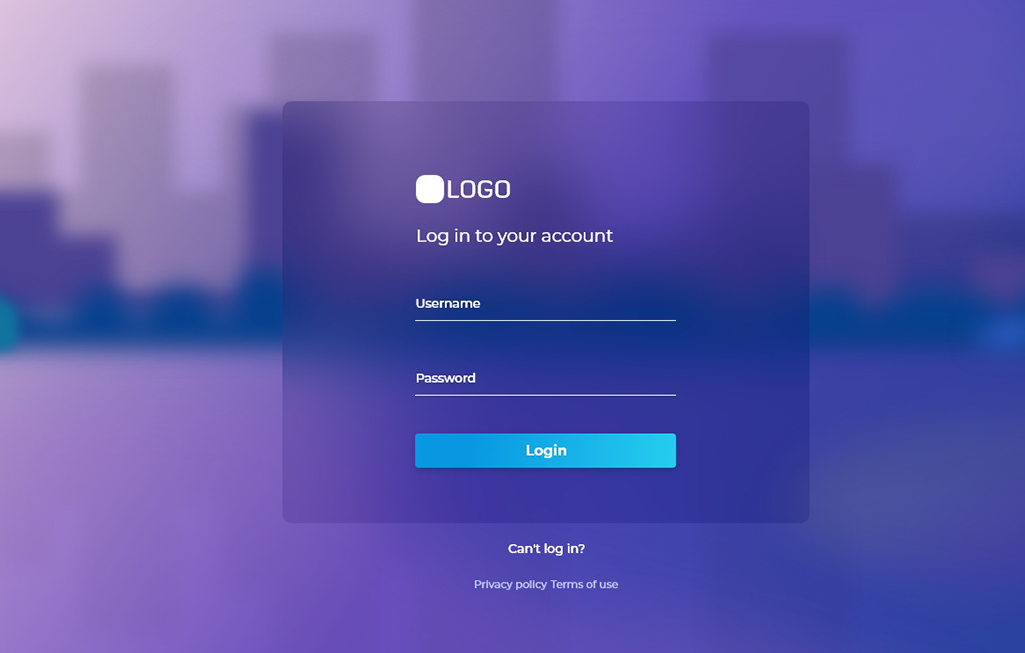 LOGO
Log in to your account
Username
Password
Login
Can't log in?
Privacy policy Terms of use